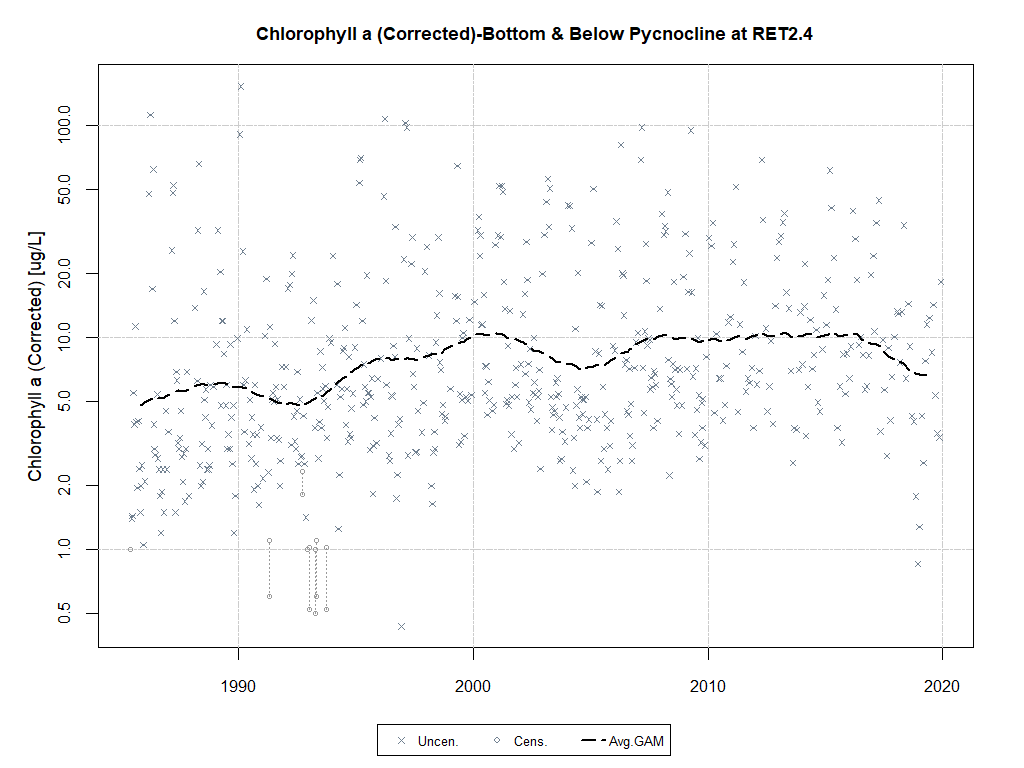 Chlorophyll a (Corrected)-Bottom & Below Pycnocline at RET2.4
Chlorophyll a (Corrected) [ug/L]
100.0
50.0
20.0
10.0
5.0
2.0
1.0
0.5
1990 2000 2010 2020
Uncen. Cens. Avg.GAM